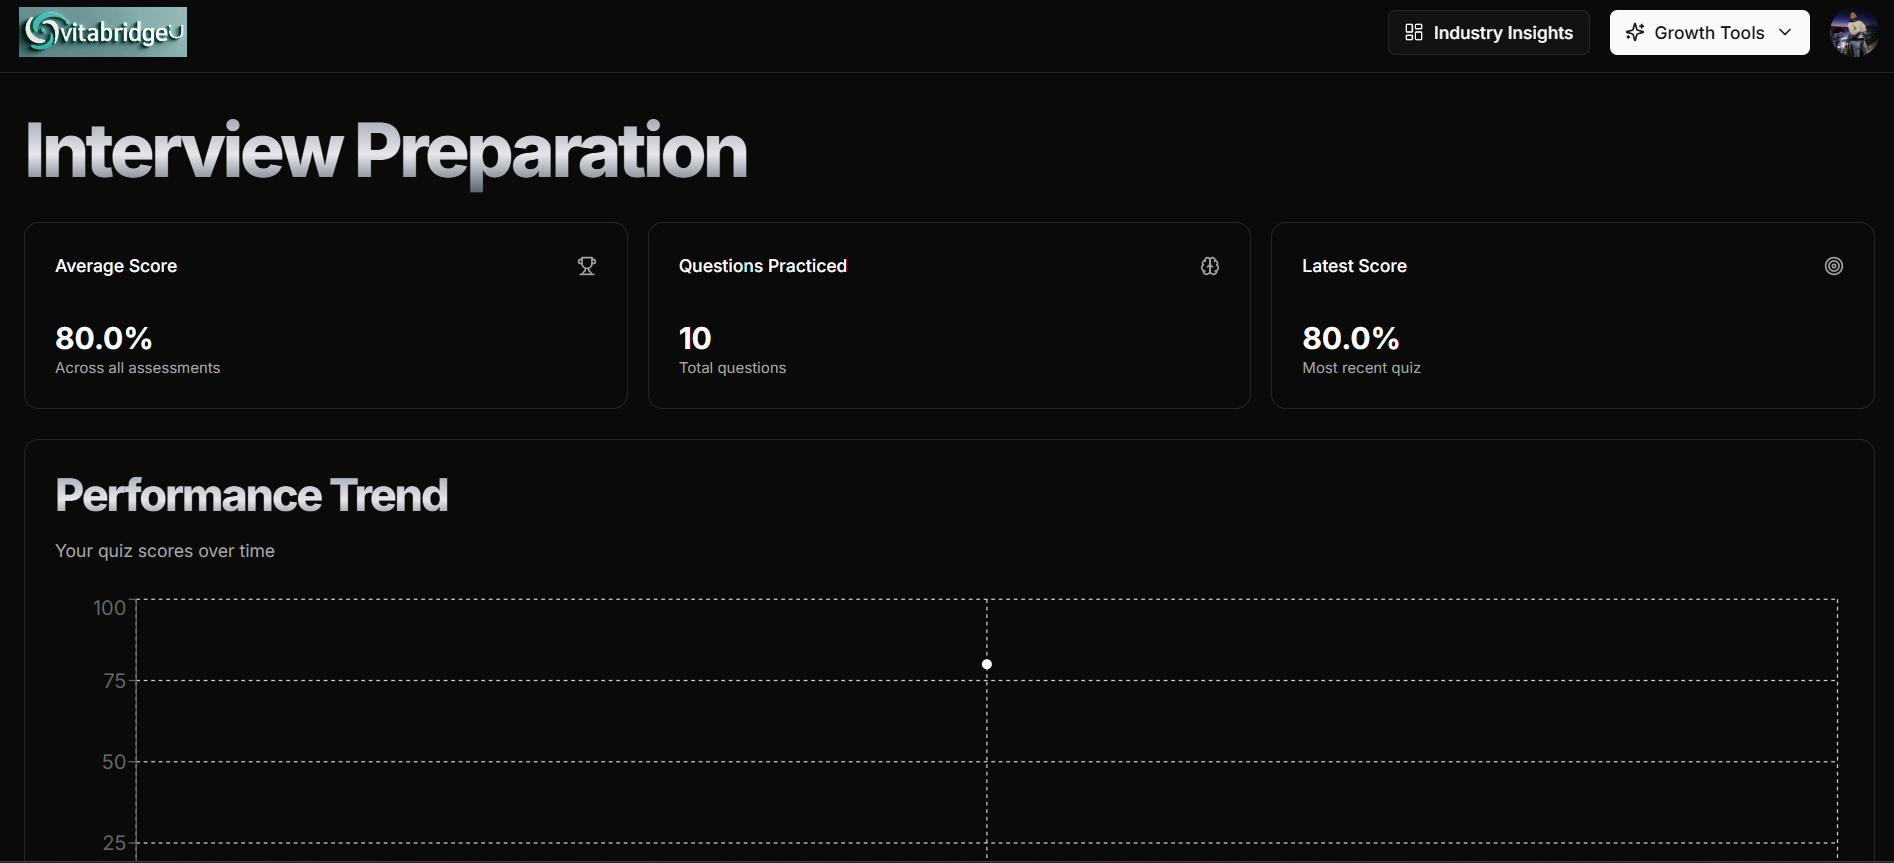 vitabridgeu
Industry Insights
Growth Tools
Interview Preparation
Average Score
80.0%
Across all assessments
Questions Practiced
10
Total questions
Latest Score
80.0%
Most recent quiz
Performance Trend
Your quiz scores over time
100
75
50
25